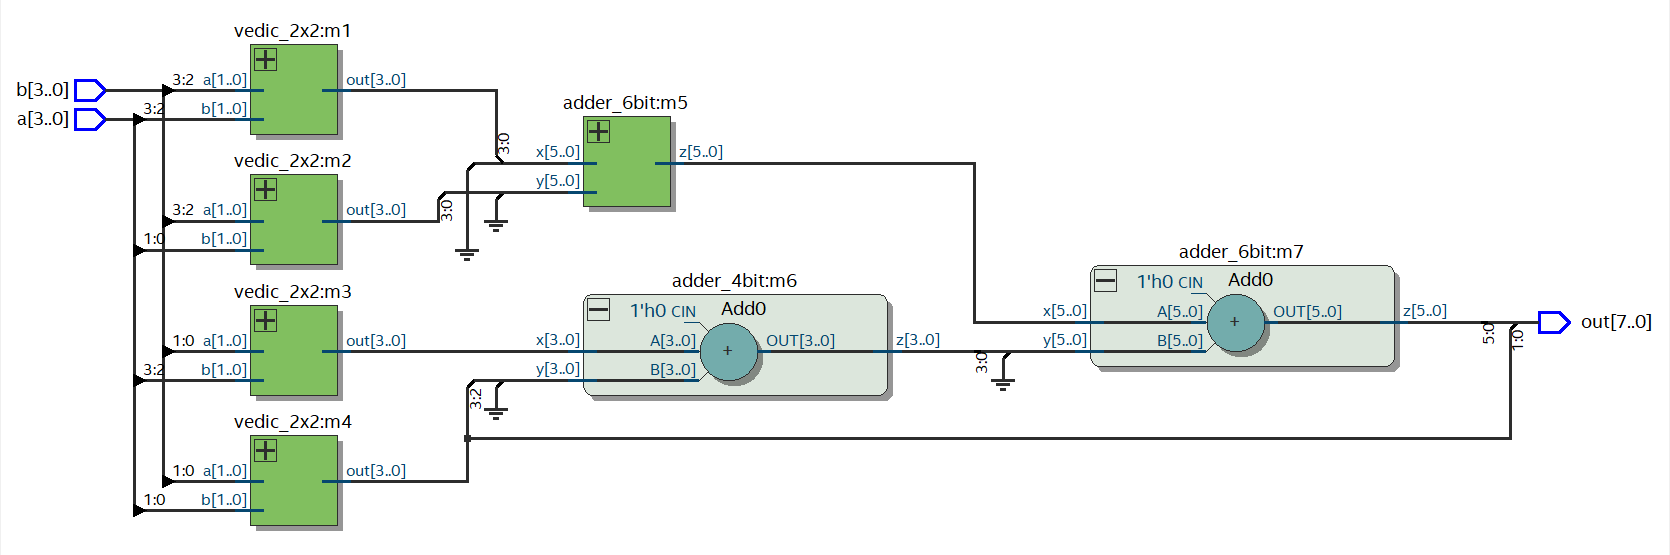 vedic_2x2:m1
b[3..0]
3:2 a[1..0]
out[3..0]
a[3..0]
3:2 b[1..0]
vedic_2x2:m2
3:2 a[1..0]
out[3..0]
1:0 b[1..0]
vedic_2x2:m3
1:0 a[1..0]
out[3..0]
3:2 b[1..0]
vedic_2x2:m4
1:0 a[1..0]
out[3..0]
1:0 b[1..0]
adder_6bit:m5
3:0
x[5..0]
z[5..0]
3:0
y[5..0]
adder_4bit:m6
1'h0 CIN
Add0
x[3..0]
A[3..0]
+
OUT[3..0]
z[3..0]
3:2
y[3..0]
B[3..0]
3:0
adder_6bit:m7
1'h0 CIN
Add0
x[5..0]
A[5..0]
+
OUT[5..0]
z[5..0]
y[5..0]
B[5..0]
5:0
1:0
out[7..0]